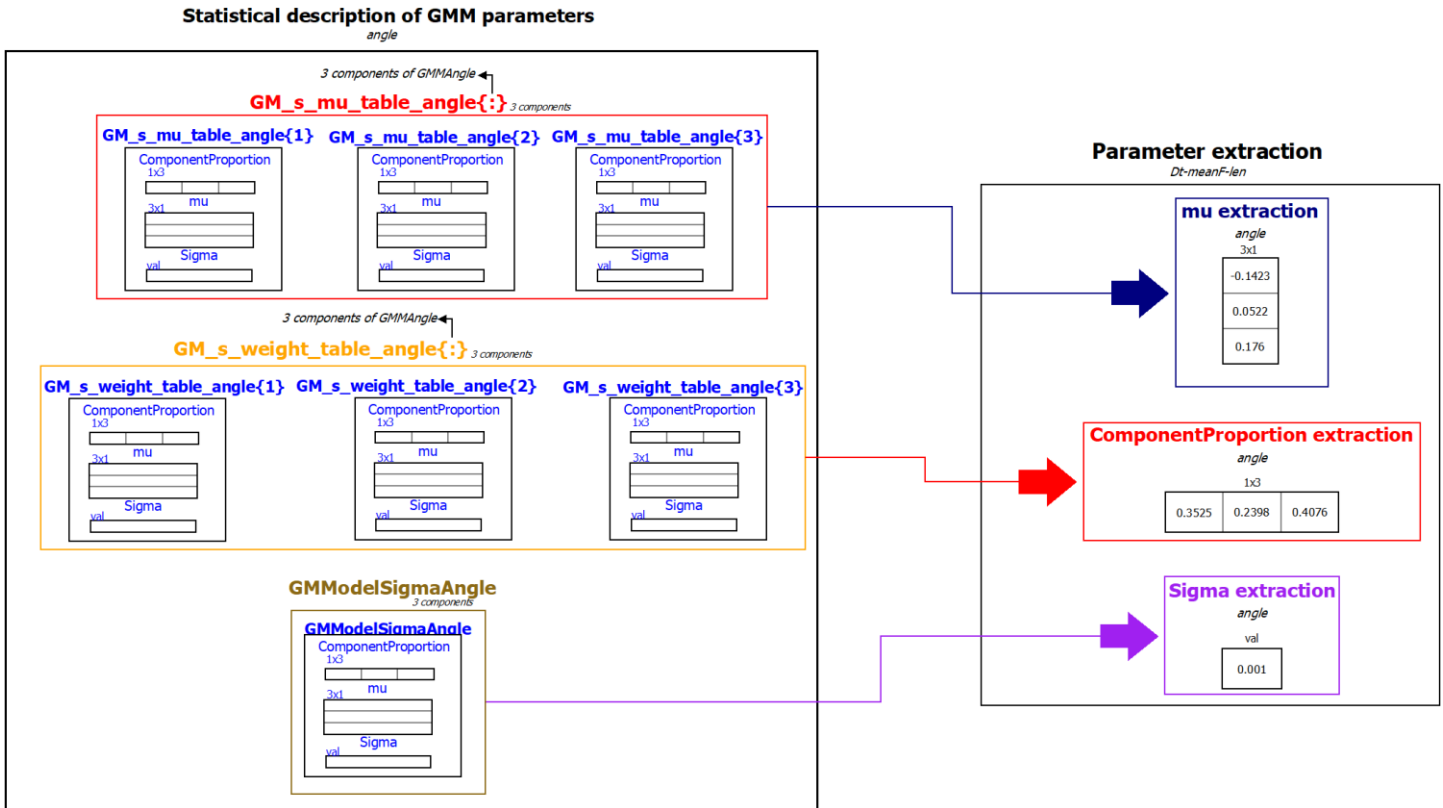 Statistical description of GMM parameters
angle
3 components of GMMAngle
GM_s_mu_table_angle{:} 3 components
GM_s_mu_table_angle{1} GM_s_mu_table_angle{2} GM_s_mu_table_angle{3}
ComponentProportion ComponentProportion ComponentProportion
1x3 1x3 1x3
mu mu mu
3x1 3x1 3x1
Sigma Sigma Sigma
val val val
3 components of GMMAngle
GM_s_weight_table_angle{:} 3 components
GM_s_weight_table_angle{1} GM_s_weight_table_angle{2} GM_s_weight_table_angle{3}
ComponentProportion ComponentProportion ComponentProportion
1x3 1x3 1x3
mu mu mu
3x1 3x1 3x1
Sigma Sigma Sigma
val val val
GMModelSigmaAngle
3 components
GMModelSigmaAngle
ComponentProportion
1x3
mu
3x1
Sigma
val
Parameter extraction
Dt-meanF-len
mu extraction
angle
3x1
-0.1423
0.0522
0.176
ComponentProportion extraction
angle
1x3
0.3525 0.2398 0.4076
Sigma extraction
angle
val
0.001